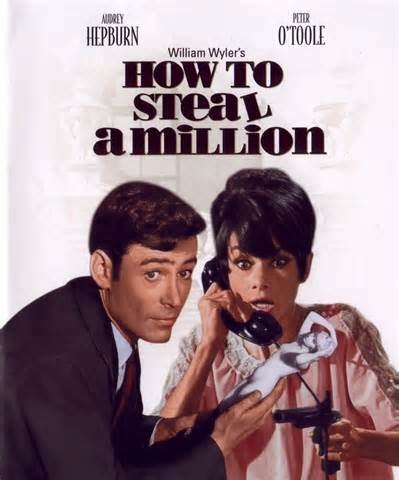 AUDREY
HEPBURN
PETER
O'TOOLE
William Wyler's
HOW TO
STEAL
A MILLION